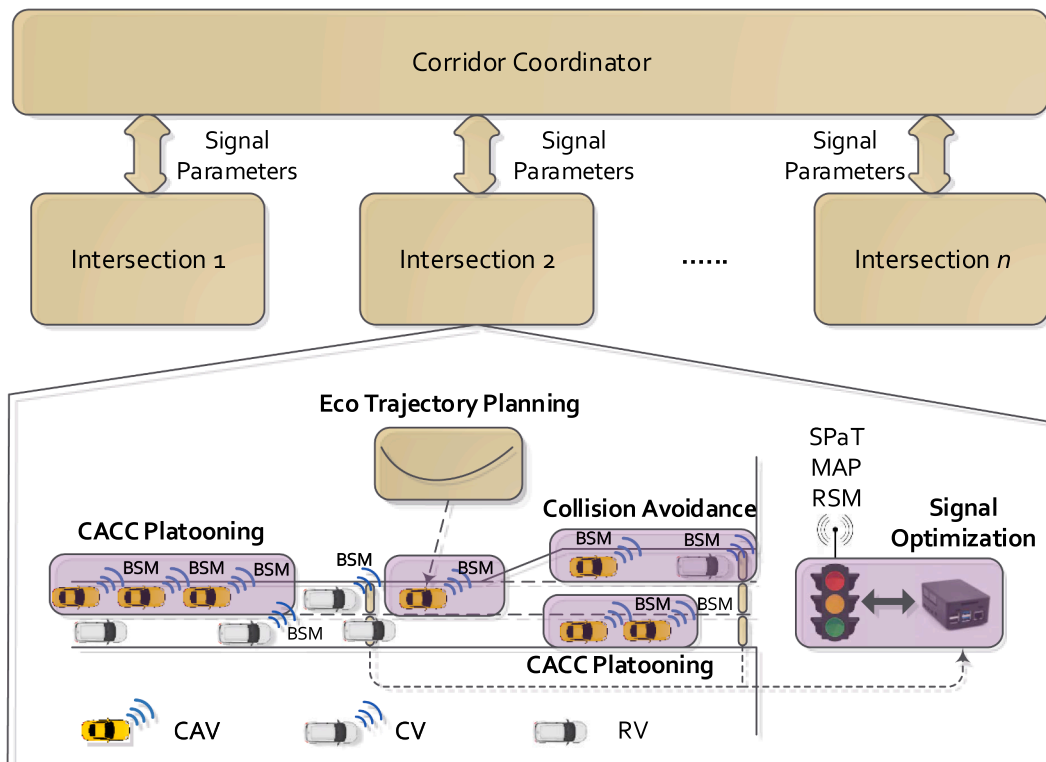 Corridor Coordinator
Signal
Parameters
Signal
Parameters
Signal
Parameters
Intersection 1
Intersection 2
......
Intersection n
Eco Trajectory Planning
SPaT
MAP
RSM
Collision Avoidance
Signal
Optimization
CACC Platooning
BSM
BSM
BSM
BSM
BSM
BSM
BSM
BSM
BSM
BSM
CACC Platooning
CAV
CV
RV